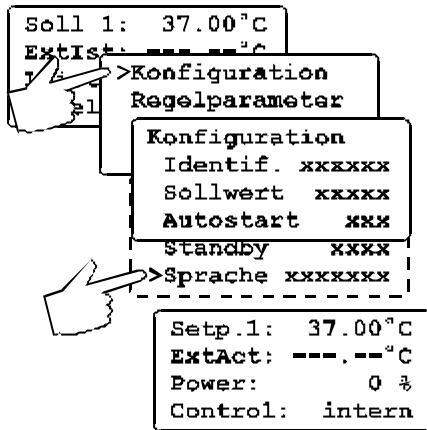 Soll 1: 37.00°C
ExtIst: ---.--°C
>Konfiguration
Regelparameter
Konfiguration
Identif. xxxxxx
Sollwert xxxxx
Autostart xxx
Standby xxxx
>Sprache xxxxxxx
Setp.1: 37.00°C
ExtAct: ---.--°C
Power: 0 %
Control: intern